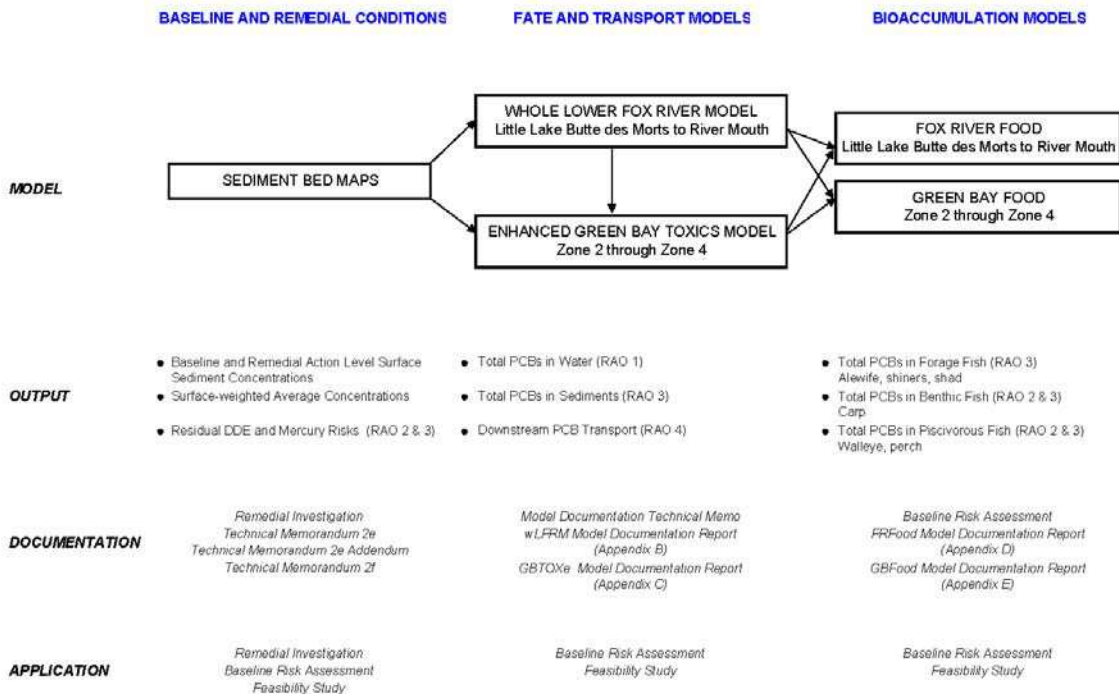 BASELINE AND REMEDIAL CONDITIONS
FATE AND TRANSPORT MODELS
BIOACCUMULATION MODELS
MODEL
SEDIMENT BED MAPS
WHOLE LOWER FOX RIVER MODEL
Little Lake Butte des Morts to River Mouth
ENHANCED GREEN BAY TOXICS MODEL
Zone 2 through Zone 4
FOX RIVER FOOD
Little Lake Butte des Morts to River Mouth
GREEN BAY FOOD
Zone 2 through Zone 4
OUTPUT
• Baseline and Remedial Action Level Surface
Sediment Concentrations
• Surface-weighted Average Concentrations
• Residual DDE and Mercury Risks (RAO 2 & 3)
• Total PCBs in Water (RAO 1)
• Total PCBs in Sediments (RAO 3)
• Downstream PCB Transport (RAO 4)
• Total PCBs in Forage Fish (RAO 3)
Alewife, shiners, shad
• Total PCBs in Benthic Fish (RAO 2 & 3)
Carp
• Total PCBs in Piscivorous Fish (RAO 2 & 3)
Walleye, perch
DOCUMENTATION
Remedial Investigation
Technical Memorandum 2e
Technical Memorandum 2e Addendum
Technical Memorandum 2f
Model Documentation Technical Memo
wLFRM Model Documentation Report
(Appendix B)
GBTOXe Model Documentation Report
(Appendix C)
Baseline Risk Assessment
FRFood Model Documentation Report
(Appendix D)
GBFood Model Documentation Report
(Appendix E)
APPLICATION
Remedial Investigation
Baseline Risk Assessment
Feasibility Study
Baseline Risk Assessment
Feasibility Study
Baseline Risk Assessment
Feasibility Study